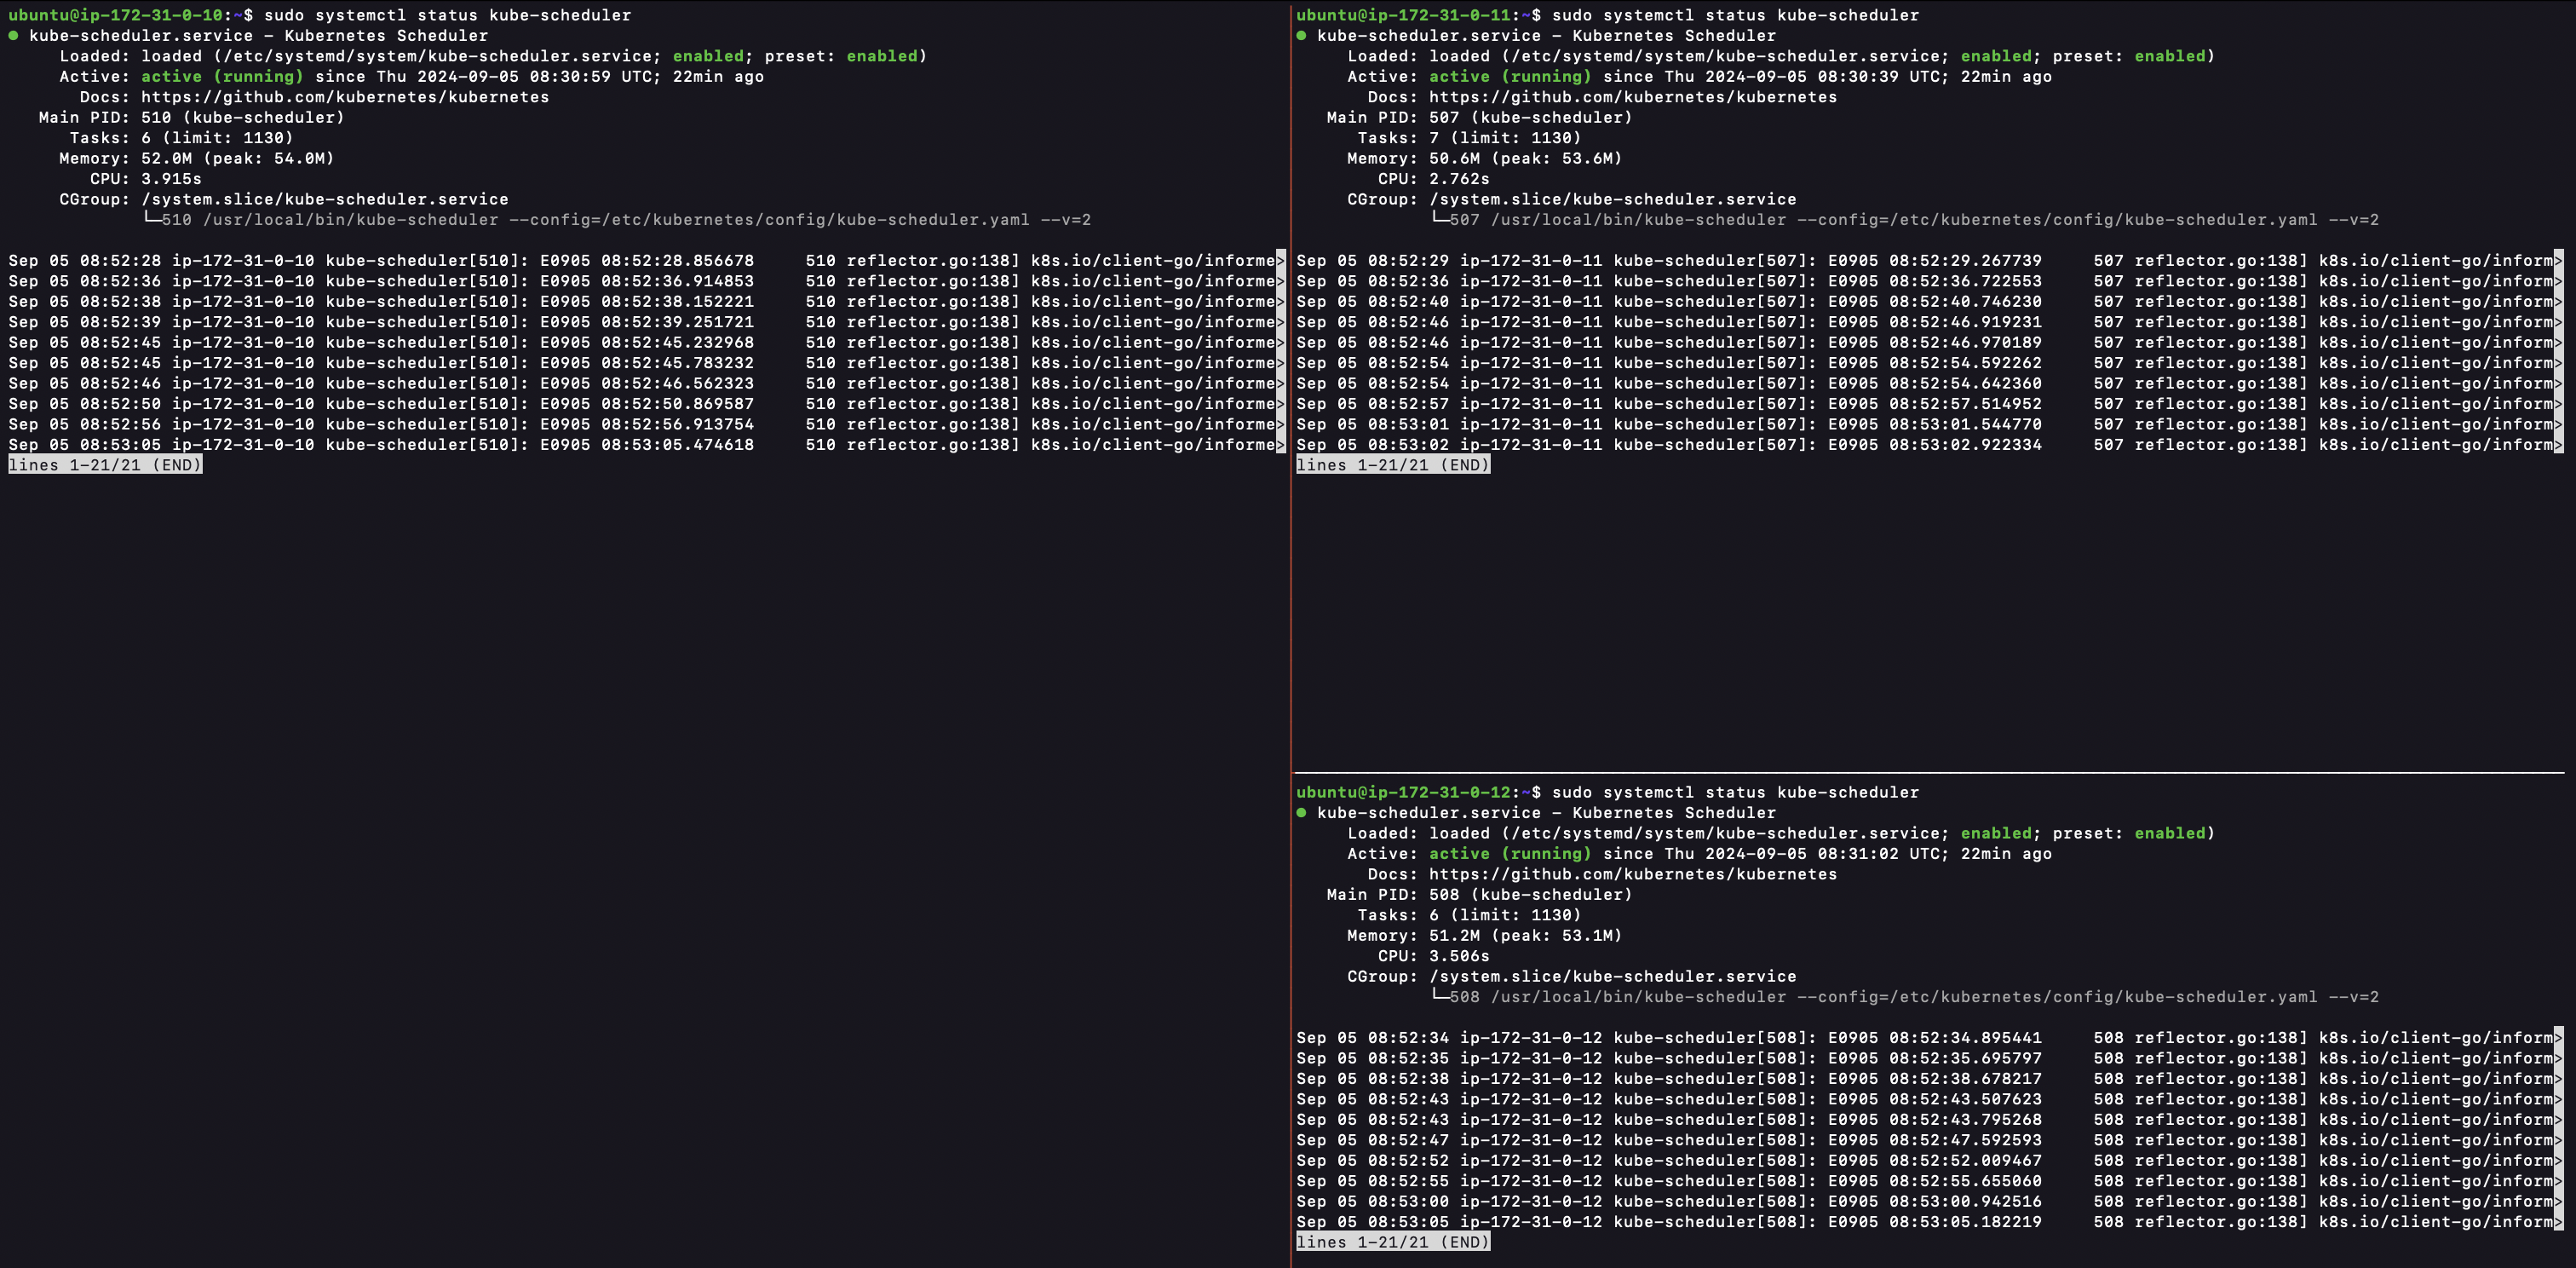 ubuntu@ip-172-31-0-10:~$ sudo systemctl status kube-scheduler
● kube-scheduler.service – Kubernetes Scheduler
Loaded: loaded (/etc/systemd/system/kube-scheduler.service; enabled; preset: enabled)
Active: active (running) since Thu 2024-09-05 08:30:59 UTC; 22min ago
Docs: https://github.com/kubernetes/kubernetes
Main PID: 510 (kube-scheduler)
Tasks: 6 (limit: 1130)
Memory: 52.0M (peak: 54.0M)
CPU: 3.915s
CGroup: /system.slice/kube-scheduler.service
└─510 /usr/local/bin/kube-scheduler --config=/etc/kubernetes/config/kube-scheduler.yaml --v=2
Sep 05 08:52:28 ip-172-31-0-10 kube-scheduler[510]: E0905 08:52:28.856678 510 reflector.go:138] k8s.io/client-go/informe>
Sep 05 08:52:36 ip-172-31-0-10 kube-scheduler[510]: E0905 08:52:36.914853 510 reflector.go:138] k8s.io/client-go/informe>
Sep 05 08:52:38 ip-172-31-0-10 kube-scheduler[510]: E0905 08:52:38.152221 510 reflector.go:138] k8s.io/client-go/informe>
Sep 05 08:52:39 ip-172-31-0-10 kube-scheduler[510]: E0905 08:52:39.251721 510 reflector.go:138] k8s.io/client-go/informe>
Sep 05 08:52:45 ip-172-31-0-10 kube-scheduler[510]: E0905 08:52:45.232968 510 reflector.go:138] k8s.io/client-go/informe>
Sep 05 08:52:45 ip-172-31-0-10 kube-scheduler[510]: E0905 08:52:45.783232 510 reflector.go:138] k8s.io/client-go/informe>
Sep 05 08:52:46 ip-172-31-0-10 kube-scheduler[510]: E0905 08:52:46.562323 510 reflector.go:138] k8s.io/client-go/informe>
Sep 05 08:52:50 ip-172-31-0-10 kube-scheduler[510]: E0905 08:52:50.869587 510 reflector.go:138] k8s.io/client-go/informe>
Sep 05 08:52:56 ip-172-31-0-10 kube-scheduler[510]: E0905 08:52:56.913754 510 reflector.go:138] k8s.io/client-go/informe>
Sep 05 08:53:05 ip-172-31-0-10 kube-scheduler[510]: E0905 08:53:05.474618 510 reflector.go:138] k8s.io/client-go/informe>
lines 1-21/21 (END)
ubuntu@ip-172-31-0-11:~$ sudo systemctl status kube-scheduler
● kube-scheduler.service – Kubernetes Scheduler
Loaded: loaded (/etc/systemd/system/kube-scheduler.service; enabled; preset: enabled)
Active: active (running) since Thu 2024-09-05 08:30:39 UTC; 22min ago
Docs: https://github.com/kubernetes/kubernetes
Main PID: 507 (kube-scheduler)
Tasks: 7 (limit: 1130)
Memory: 50.6M (peak: 53.6M)
CPU: 2.762s
CGroup: /system.slice/kube-scheduler.service
└─507 /usr/local/bin/kube-scheduler --config=/etc/kubernetes/config/kube-scheduler.yaml --v=2
Sep 05 08:52:29 ip-172-31-0-11 kube-scheduler[507]: E0905 08:52:29.267739 507 reflector.go:138] k8s.io/client-go/inform>
Sep 05 08:52:36 ip-172-31-0-11 kube-scheduler[507]: E0905 08:52:36.722553 507 reflector.go:138] k8s.io/client-go/inform>
Sep 05 08:52:40 ip-172-31-0-11 kube-scheduler[507]: E0905 08:52:40.746230 507 reflector.go:138] k8s.io/client-go/inform>
Sep 05 08:52:46 ip-172-31-0-11 kube-scheduler[507]: E0905 08:52:46.919231 507 reflector.go:138] k8s.io/client-go/inform>
Sep 05 08:52:46 ip-172-31-0-11 kube-scheduler[507]: E0905 08:52:46.970189 507 reflector.go:138] k8s.io/client-go/inform>
Sep 05 08:52:54 ip-172-31-0-11 kube-scheduler[507]: E0905 08:52:54.592262 507 reflector.go:138] k8s.io/client-go/inform>
Sep 05 08:52:54 ip-172-31-0-11 kube-scheduler[507]: E0905 08:52:54.642360 507 reflector.go:138] k8s.io/client-go/inform>
Sep 05 08:52:57 ip-172-31-0-11 kube-scheduler[507]: E0905 08:52:57.514952 507 reflector.go:138] k8s.io/client-go/inform>
Sep 05 08:53:01 ip-172-31-0-11 kube-scheduler[507]: E0905 08:53:01.544770 507 reflector.go:138] k8s.io/client-go/inform>
Sep 05 08:53:02 ip-172-31-0-11 kube-scheduler[507]: E0905 08:53:02.922334 507 reflector.go:138] k8s.io/client-go/inform>
lines 1-21/21 (END)
ubuntu@ip-172-31-0-12:~$ sudo systemctl status kube-scheduler
● kube-scheduler.service – Kubernetes Scheduler
Loaded: loaded (/etc/systemd/system/kube-scheduler.service; enabled; preset: enabled)
Active: active (running) since Thu 2024-09-05 08:31:02 UTC; 22min ago
Docs: https://github.com/kubernetes/kubernetes
Main PID: 508 (kube-scheduler)
Tasks: 6 (limit: 1130)
Memory: 51.2M (peak: 53.1M)
CPU: 3.506s
CGroup: /system.slice/kube-scheduler.service
└─508 /usr/local/bin/kube-scheduler --config=/etc/kubernetes/config/kube-scheduler.yaml --v=2
Sep 05 08:52:34 ip-172-31-0-12 kube-scheduler[508]: E0905 08:52:34.895441 508 reflector.go:138] k8s.io/client-go/inform>
Sep 05 08:52:35 ip-172-31-0-12 kube-scheduler[508]: E0905 08:52:35.695797 508 reflector.go:138] k8s.io/client-go/inform>
Sep 05 08:52:38 ip-172-31-0-12 kube-scheduler[508]: E0905 08:52:38.678217 508 reflector.go:138] k8s.io/client-go/inform>
Sep 05 08:52:43 ip-172-31-0-12 kube-scheduler[508]: E0905 08:52:43.507623 508 reflector.go:138] k8s.io/client-go/inform>
Sep 05 08:52:43 ip-172-31-0-12 kube-scheduler[508]: E0905 08:52:43.795268 508 reflector.go:138] k8s.io/client-go/inform>
Sep 05 08:52:47 ip-172-31-0-12 kube-scheduler[508]: E0905 08:52:47.592593 508 reflector.go:138] k8s.io/client-go/inform>
Sep 05 08:52:52 ip-172-31-0-12 kube-scheduler[508]: E0905 08:52:52.009467 508 reflector.go:138] k8s.io/client-go/inform>
Sep 05 08:52:55 ip-172-31-0-12 kube-scheduler[508]: E0905 08:52:55.655060 508 reflector.go:138] k8s.io/client-go/inform>
Sep 05 08:53:00 ip-172-31-0-12 kube-scheduler[508]: E0905 08:53:00.942516 508 reflector.go:138] k8s.io/client-go/inform>
Sep 05 08:53:05 ip-172-31-0-12 kube-scheduler[508]: E0905 08:53:05.182219 508 reflector.go:138] k8s.io/client-go/inform>
lines 1-21/21 (END)